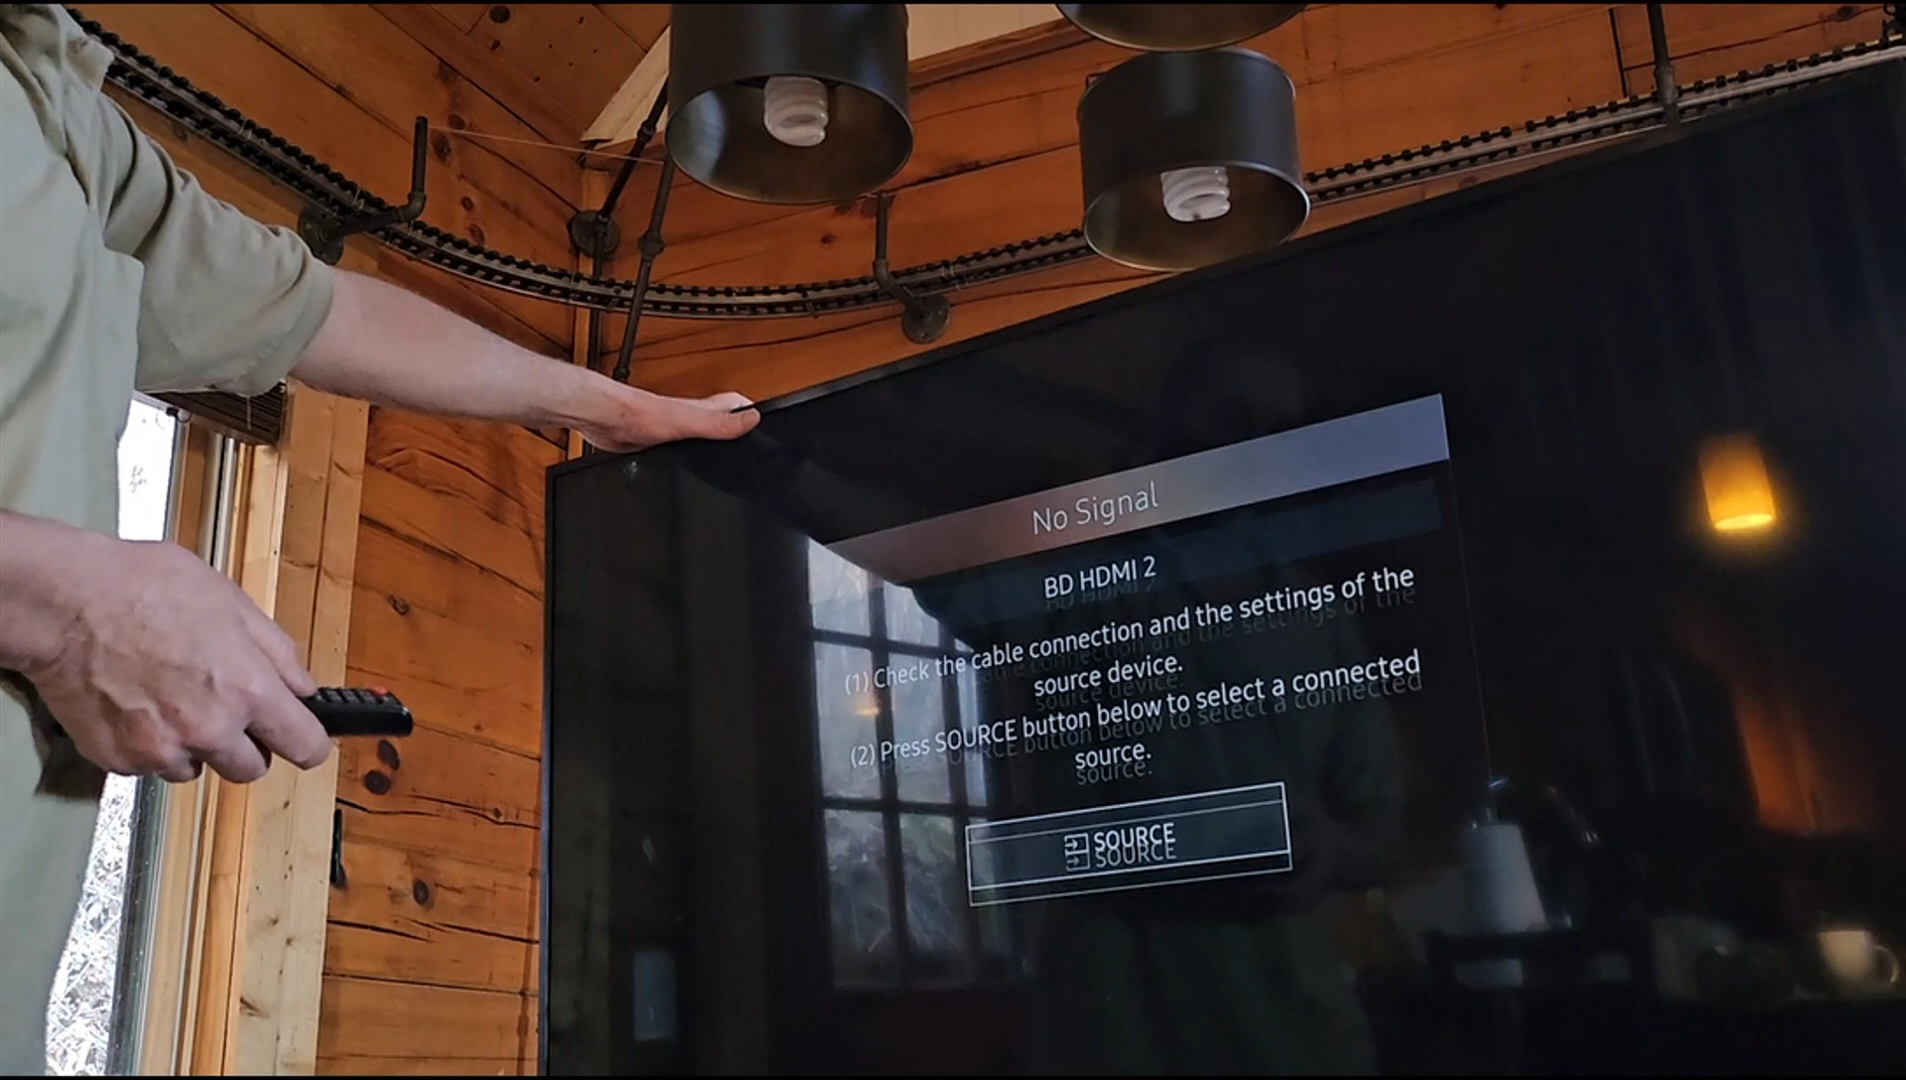 No Signal
BD HDMI 2
(1) Check the cable connection and the settings of the
source device.
(2) Press SOURCE button below to select a connected
source.
SOURCE